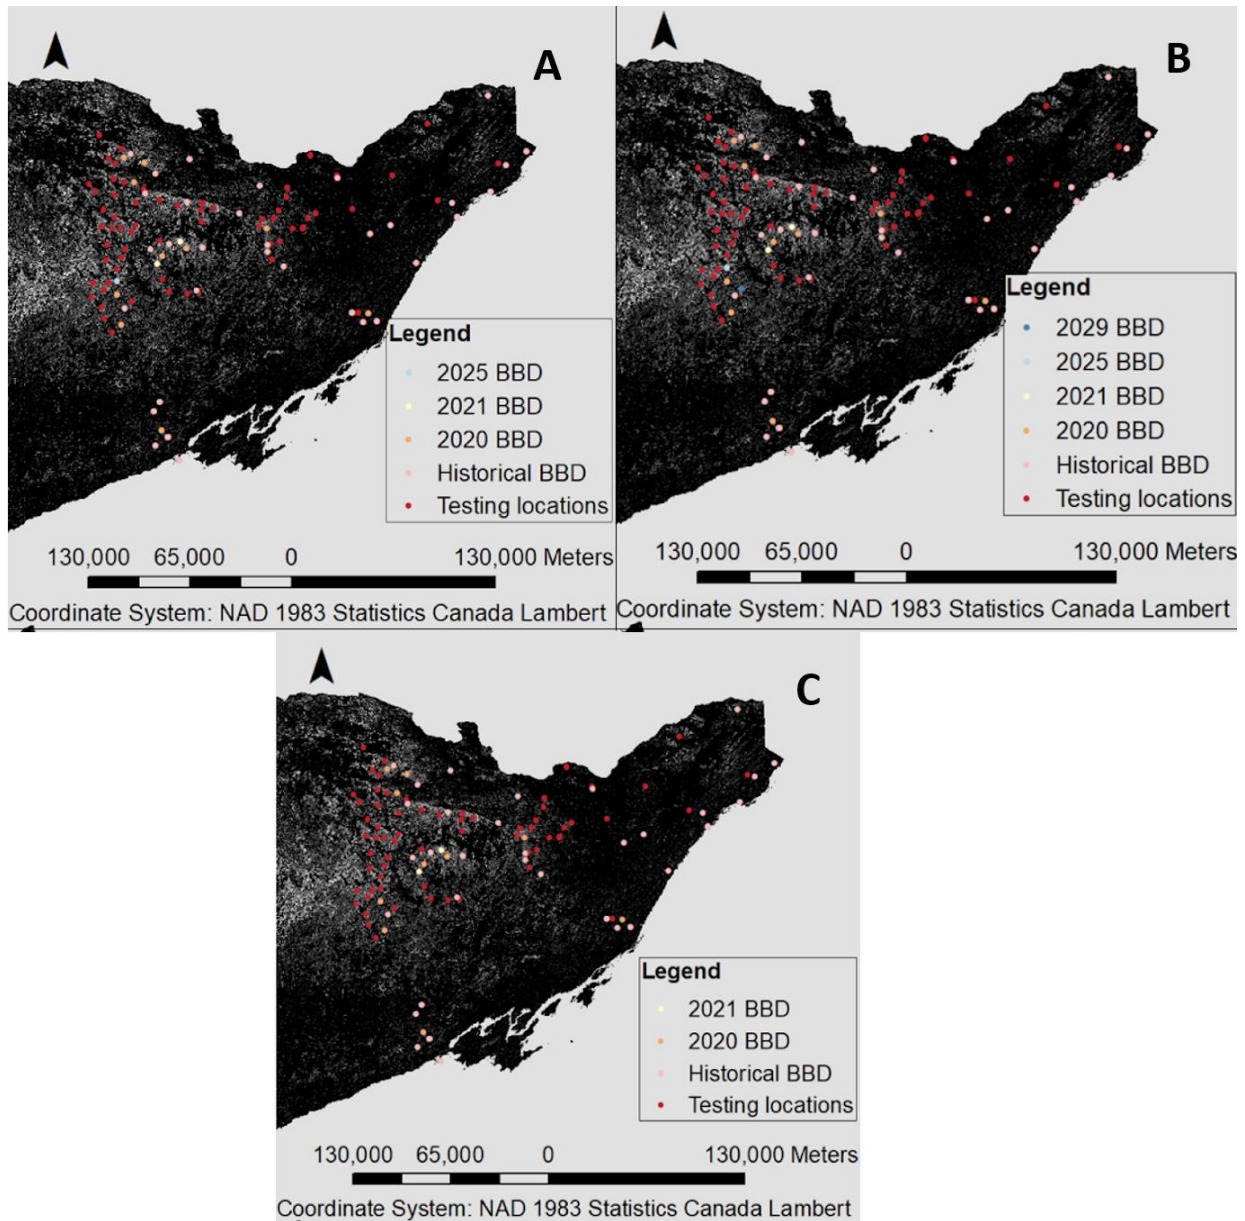 A
Legend
2025 BBD
2021 BBD
2020 BBD
Historical BBD
Testing locations
130,000 65,000 0 130,000 Meters
Coordinate System: NAD 1983 Statistics Canada Lambert
B
Legend
2029 BBD
2025 BBD
2021 BBD
2020 BBD
Historical BBD
Testing locations
130,000 65,000 0 130,000 Meters
Coordinate System: NAD 1983 Statistics Canada Lambert
C
Legend
2021 BBD
2020 BBD
Historical BBD
Testing locations
130,000 65,000 0 130,000 Meters
Coordinate System: NAD 1983 Statistics Canada Lambert